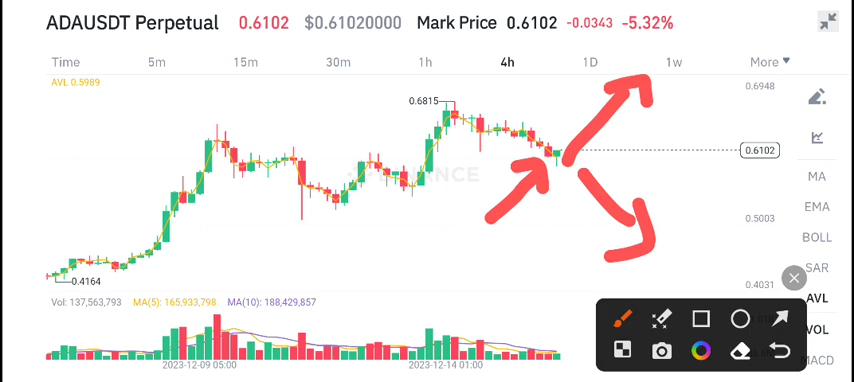 ADAUSDT Perpetual 0.6102 $0.61020000 Mark Price 0.6102 -0.0343 -5.32%
Time 5m 15m 30m 1h 4h 1D 1w More
AVL 0.5989
0.6948
0.6815
0.6102
BINANCE
MA
EMA
0.5003
BOLL
SAR
0.4164
0.4031
AVL
Vol: 137,563,793 MA(5): 165,933,798 MA(10): 188,429,857
VOL
MACD
2023-12-09 05:00 2023-12-14 01:00